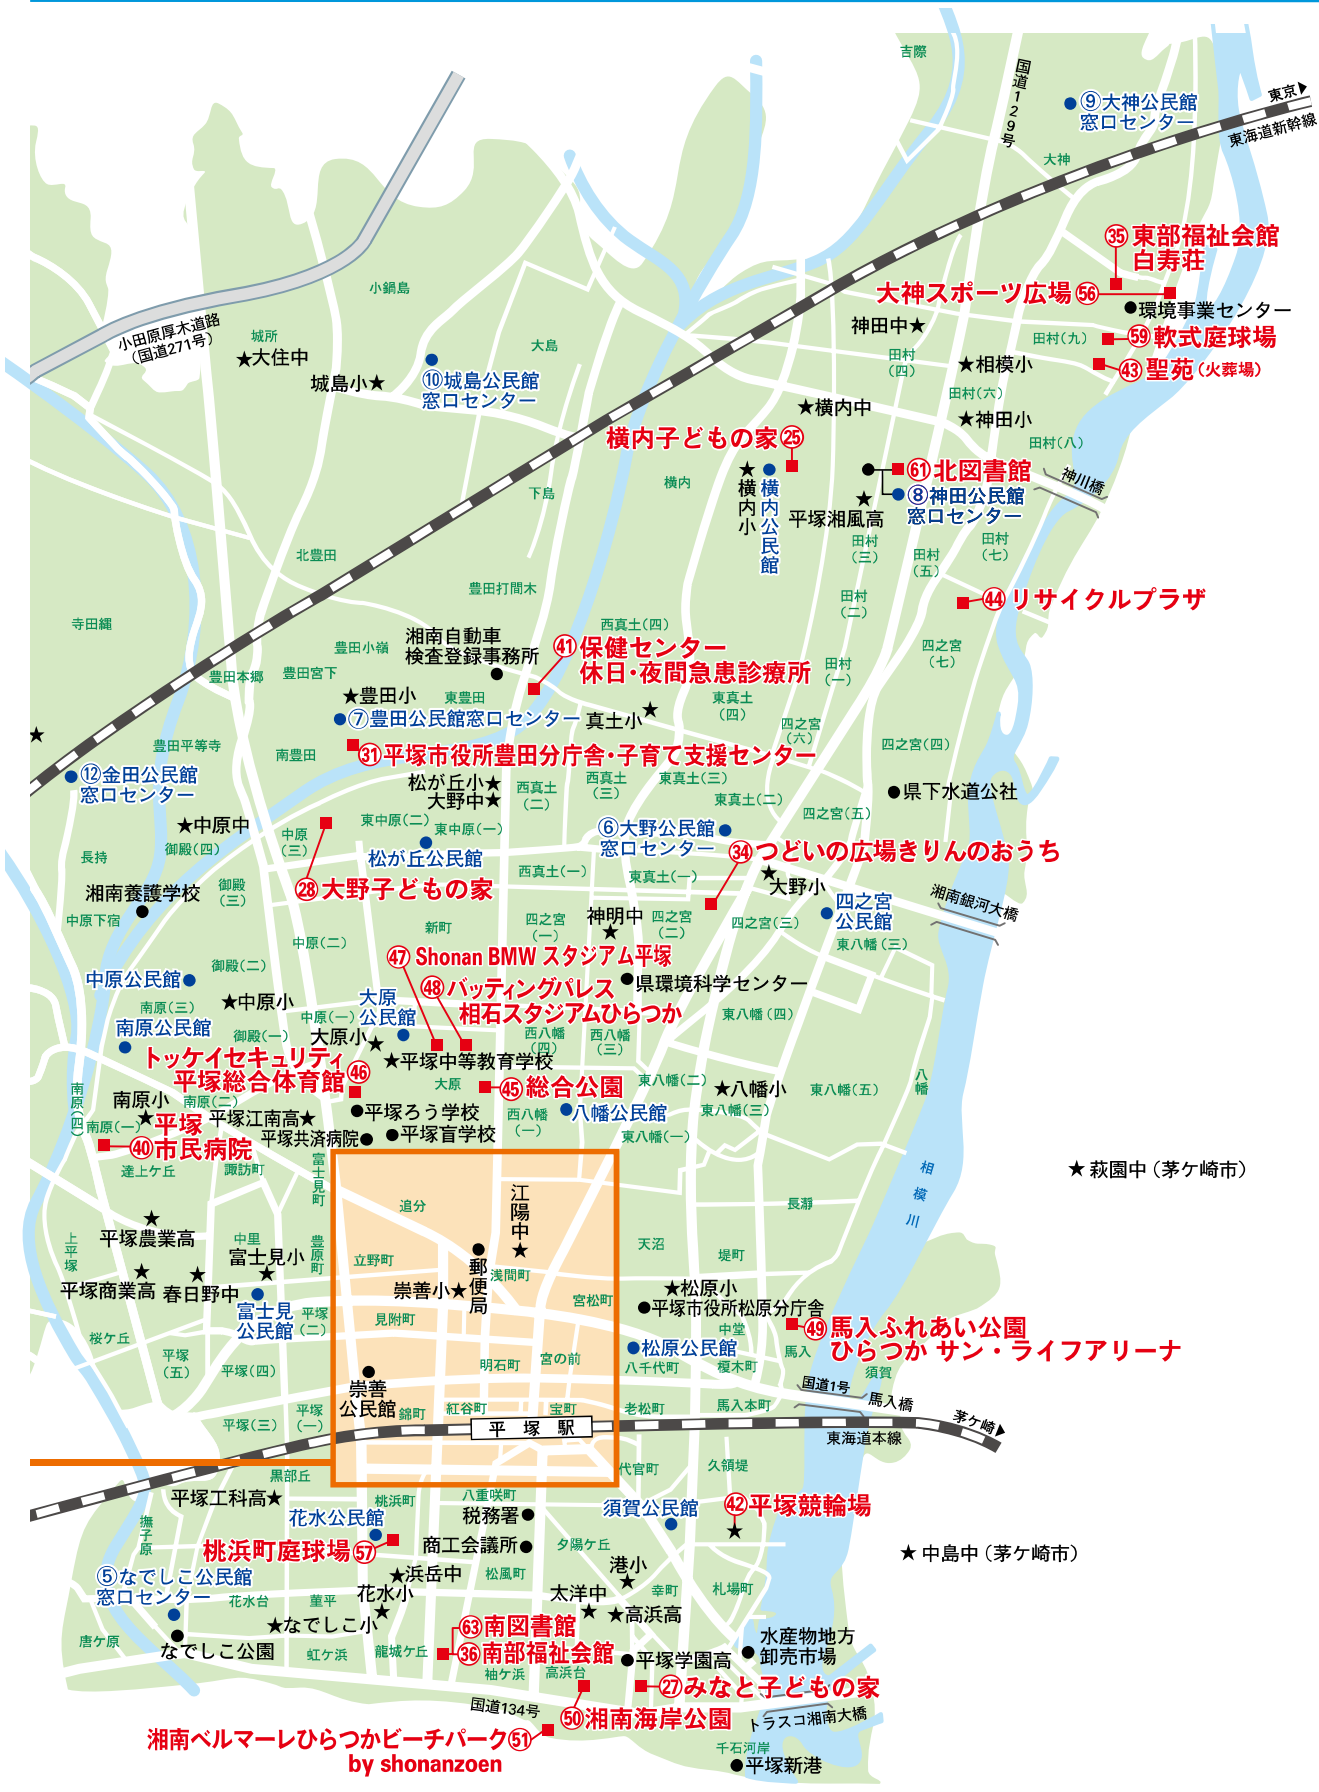 吉際
国道129号
⑨大神公民館
窓口センター
東京
東海道新幹線
大神
㉟東部福祉会館
白寿荘
大神スポーツ広場㊶
環境事業センター
小鍋島
小田原厚木道路
(国道271号)
城所
★大住中
大島
城島小★
⑩城島公民館
窓口センター
神田中★
田村(九)
59軟式庭球場
田村
(四)
★相模小
㊸聖苑(火葬場)
田村(六)
★横内中
★神田小
田村(八)
横内子どもの家㉕
61北図書館
神川橋
横内
下島
横内小
横内公民館
平塚湘風高
⑧神田公民館
窓口センター
田村
(三)
田村
(五)
田村
(七)
北豊田
豊田打間木
田村
(二)
㊹リサイクルプラザ
寺田縄
西真土(四)
豊田小嶺
湘南自動車
検査登録事務所
㊶保健センター
休日・夜間急患診療所
四之宮
(七)
田村
(一)
豊田本郷
豊田宮下
★豊田小
東豊田
東真土
(四)
⑦豊田公民館窓口センター
真土小★
四之宮
(六)
豊田平等寺
南豊田
㉛平塚市役所豊田分庁舎・子育て支援センター
四之宮(四)
⑫金田公民館
窓口センター
松が丘小★
大野中★
西真土
(二)
西真土
(三)
東真土(三)
東真土(二)
県下水道公社
四之宮(五)
★中原中
御殿(四)
中原
(三)
東中原(二)
東中原(一)
松が丘公民館
⑥大野公民館
窓口センター
㉞つどいの広場きりんのおうち
長持
湘南養護学校
御殿
(三)
㉘大野子どもの家
西真土(一)
東真土(一)
大野小
四之宮
公民館
湘南銀河大橋
中原下宿
新町
四之宮
(一)
神明中
四之宮
(二)
四之宮(三)
東八幡(三)
中原(二)
御殿(二)
㊼Shonan BMW スタジアム平塚
中原公民館
㊽バッティングパレス
相石スタジアムひらつか
県環境科学センター
南原(三)
★中原小
大原
公民館
南原公民館
御殿(一)
中原(一)
大原小★
西八幡
(四)
西八幡
(三)
東八幡(四)
トッケイセキュリティ
平塚総合体育館㊻
★平塚中等教育学校
大原
㊺総合公園
東八幡(二)
★八幡小
東八幡(五)
八幡
南原(四)
南原小
南原(二)
平塚江南高★
平塚ろう学校
西八幡
(一)
八幡公民館
東八幡(三)
南原(一)
平塚
㊵市民病院
平塚共済病院
平塚盲学校
東八幡(一)
達上ケ丘
諏訪町
富士見町
相模川
★萩園中(茅ケ崎市)
追分
江陽中
長瀞
平塚農業高
上平塚
中里
富士見小
豊原町
立野町
郵便局
浅間町
天沼
堤町
平塚商業高
春日野中
崇善小★
★松原小
平塚市役所松原分庁舎
富士見
公民館
平塚
(二)
見附町
宮松町
中堂
㊾馬入ふれあい公園
ひらつか サン・ライフアリーナ
桜ケ丘
松原公民館
馬入
平塚
(五)
平塚(四)
明石町
宮の前
八千代町
榎木町
須賀
崇善
公民館
国道1号
馬入橋
平塚(三)
平塚
(一)
錦町
紅谷町
宝町
老松町
馬入本町
茅ケ崎
平塚駅
東海道本線
黒部丘
代官町
久領堤
平塚工科高★
桃浜町
八重咲町
税務署
須賀公民館
㊷平塚競輪場
撫子原
花水公民館
桃浜町庭球場57
商工会議所
夕陽ケ丘
★中島中(茅ケ崎市)
⑤なでしこ公民館
窓口センター
★浜岳中
松風町
港小
花水台
菫平
花水小
太洋中
幸町
札場町
★なでしこ小
★高浜高
唐ケ原
なでしこ公園
虹ケ浜
龍城ケ丘
63南図書館
㊱南部福祉会館
水産物地方
卸売市場
平塚学園高
袖ケ浜
高浜台
㉗みなと子どもの家
国道134号
㊿湘南海岸公園
トラスコ湘南大橋
湘南ベルマーレひらつかビーチパーク51
by shonanzoen
千石河岸
平塚新港